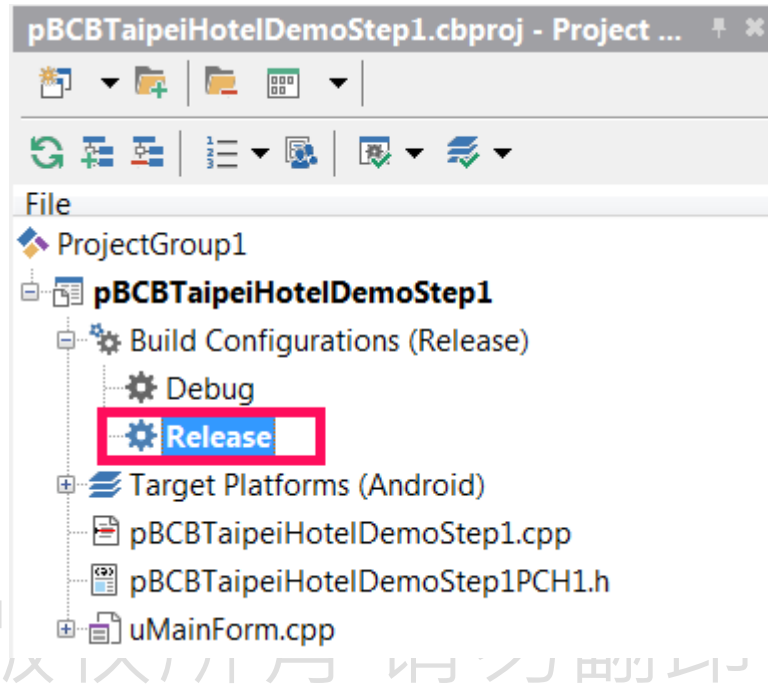 pBCBTaipeiHotelDemoStep1.cbproj - Project ...
File
ProjectGroup1
pBCBTaipeiHotelDemoStep1
Build Configurations (Release)
Debug
Release
Target Platforms (Android)
pBCBTaipeiHotelDemoStep1.cpp
pBCBTaipeiHotelDemoStep1PCH1.h
uMainForm.cpp